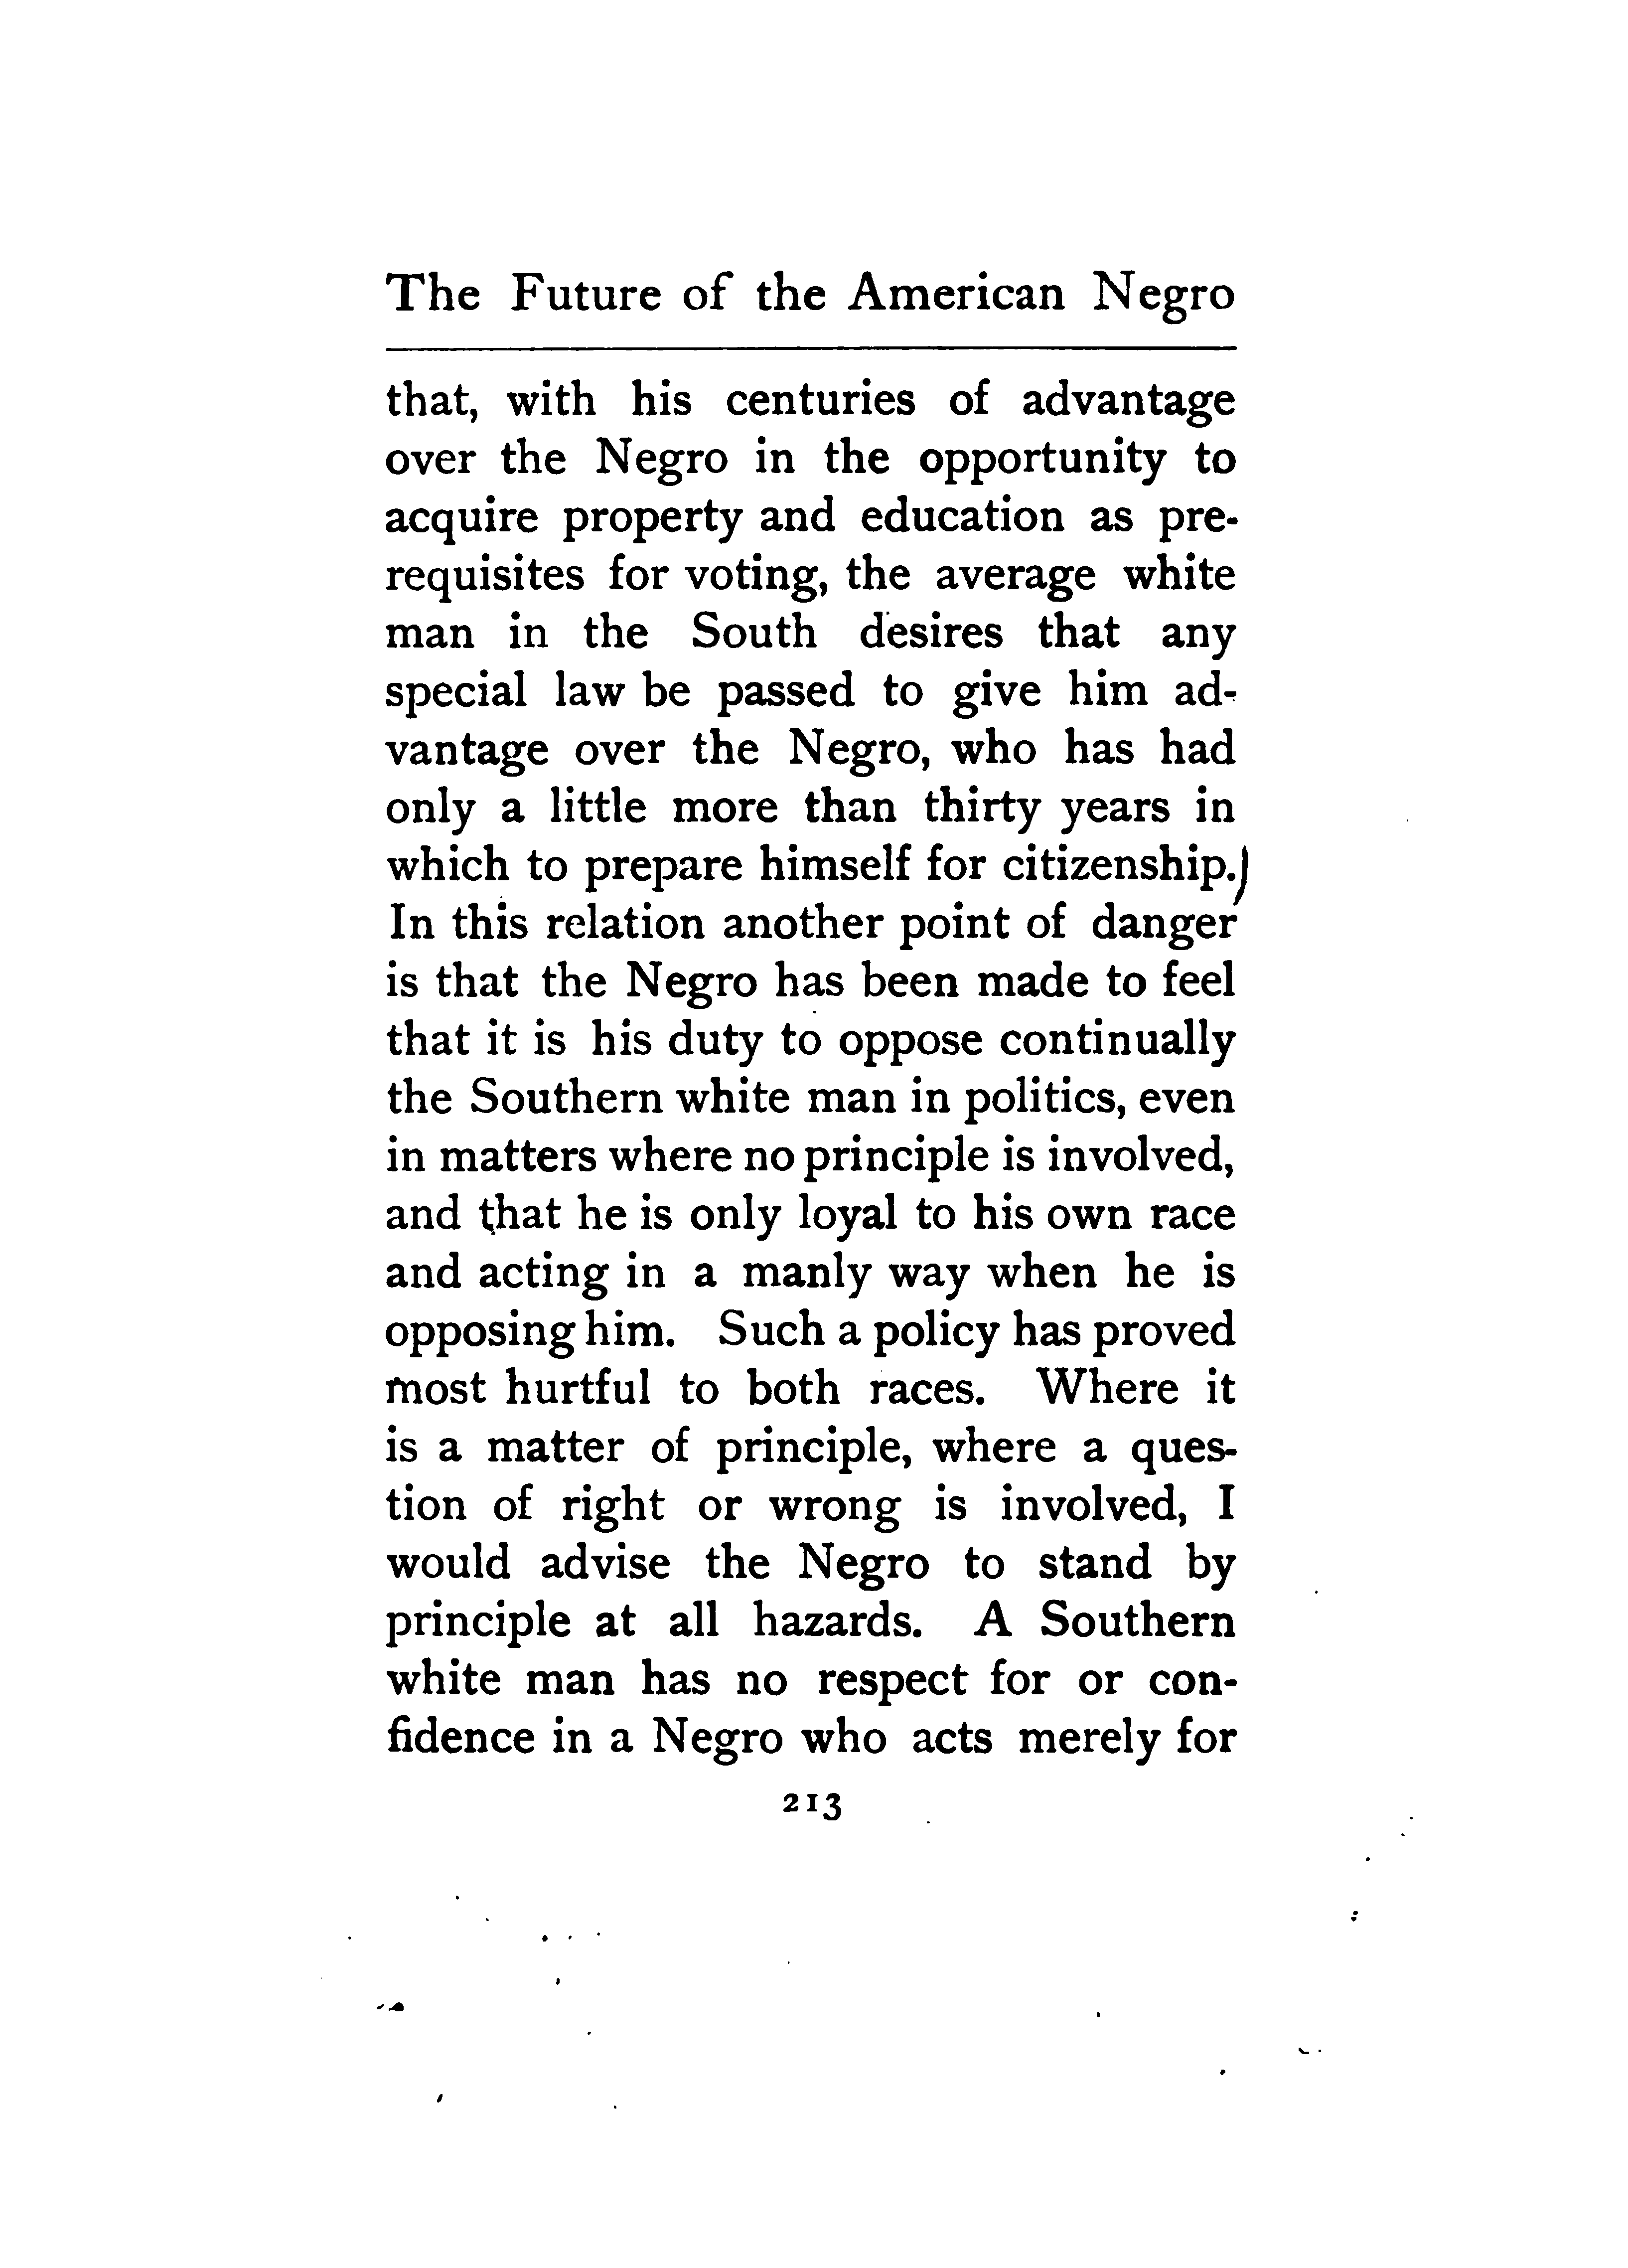 The Future of the American Negro
that, with his centuries of advantage
over the Negro in the opportunity to
acquire property and education as pre-
requisites for voting, the average white
man in the South desires that any
special law be passed to give him ad-
vantage over the Negro, who has had
only a little more than thirty years in
which to prepare himself for citizenship.)
In this relation another point of danger
is that the Negro has been made to feel
that it is his duty to oppose continually
the Southern white man in politics, even
in matters where no principle is involved,
and that he is only loyal to his own race
and acting in a manly way when he is
opposing him. Such a policy has proved
most hurtful to both races. Where it
is a matter of principle, where a ques-
tion of right or wrong is involved, I
would advise the Negro to stand by
principle at all hazards. A Southern
white man has no respect for or con-
fidence in a Negro who acts merely for
213